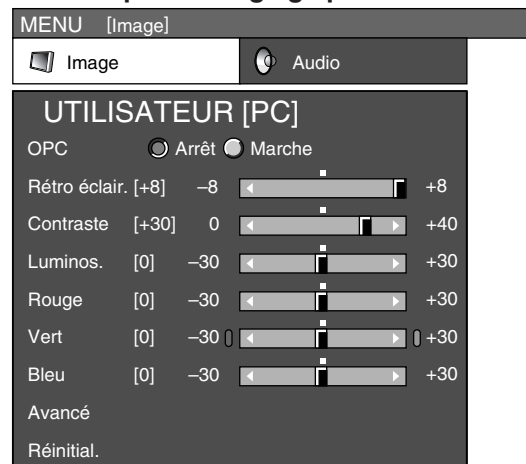 MENU [Image]
Image Audio
UTILISATEUR [PC]
OPC Arrêt Marche
Rétro éclair. [+8] –8 +8
Contraste [+30] 0 +40
Luminos. [0] –30 +30
Rouge [0] –30 +30
Vert [0] –30 +30
Bleu [0] –30 +30
Avancé
Réinitial.